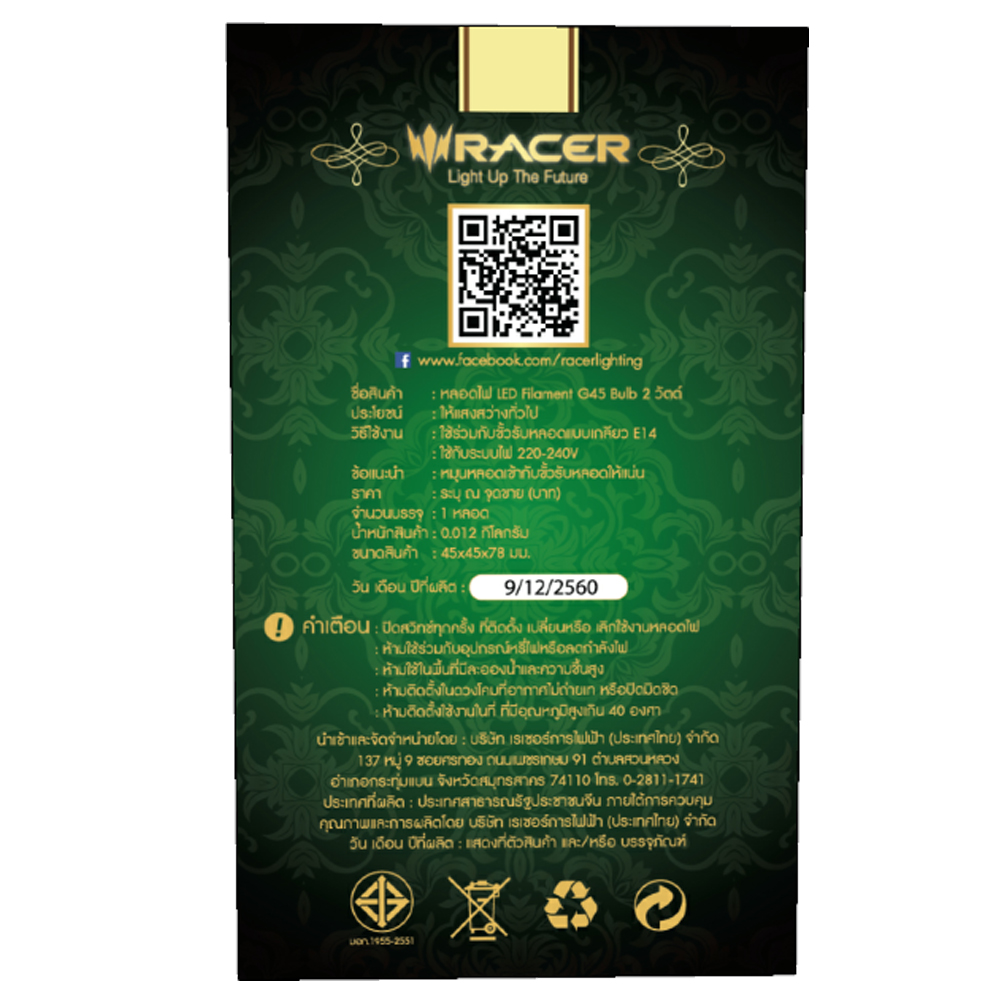 RACER
Light Up The Future
www.facebook.com/racerlighting
ชื่อสินค้า : หลอดไฟ LED Filament G45 Bulb 2 วัตต์
ประโยชน์ : ให้แสงสว่างทั่วไป
วิธีใช้งาน : ใช้ร่วมกับขั้วรับหลอดแบบเกลียว E14
: ใช้กับระบบไฟ 220-240V
ข้อแนะนำ : หมุนหลอดเข้ากับขั้วรับหลอดให้แน่น
ราคา : ระบุ ณ จุดขาย (บาท)
จำนวนบรรจุ : 1 หลอด
น้ำหนักสินค้า : 0.012 กิโลกรัม
ขนาดสินค้า : 45x45x78 มม.
วัน เดือน ปีที่ผลิต : 9/12/2560
! คำเตือน : ปิดสวิทช์ทุกครั้ง ที่ติดตั้ง เปลี่ยนหรือ เลิกใช้งานหลอดไฟ
: ห้ามใช้ร่วมกับอุปกรณ์หรี่ไฟหรือลดกำลังไฟ
: ห้ามใช้ในพื้นที่มีละอองน้ำและความชื้นสูง
: ห้ามติดตั้งในดวงโคมที่อากาศไม่ถ่ายเท หรือปิดมิดชิด
: ห้ามติดตั้งใช้งานในที่ ที่มีอุณหภูมิสูงเกิน 40 องศา
นำเข้าและจัดจำหน่ายโดย : บริษัท เรเซอร์การไฟฟ้า (ประเทศไทย) จำกัด
137 หมู่ 9 ซอยศรทอง ถนนเพชรเกษม 91 ตำบลสวนหลวง
อำเภอกระทุ่มแบน จังหวัดสมุทรสาคร 74110 โทร. 0-2811-1741
ประเทศที่ผลิต : ประเทศสาธารณรัฐประชาชนจีน ภายใต้การควบคุม
คุณภาพและการผลิตโดย บริษัท เรเซอร์การไฟฟ้า (ประเทศไทย) จำกัด
วัน เดือน ปีที่ผลิต : แสดงที่ตัวสินค้า และ/หรือ บรรจุภัณฑ์
มอก.1955-2551